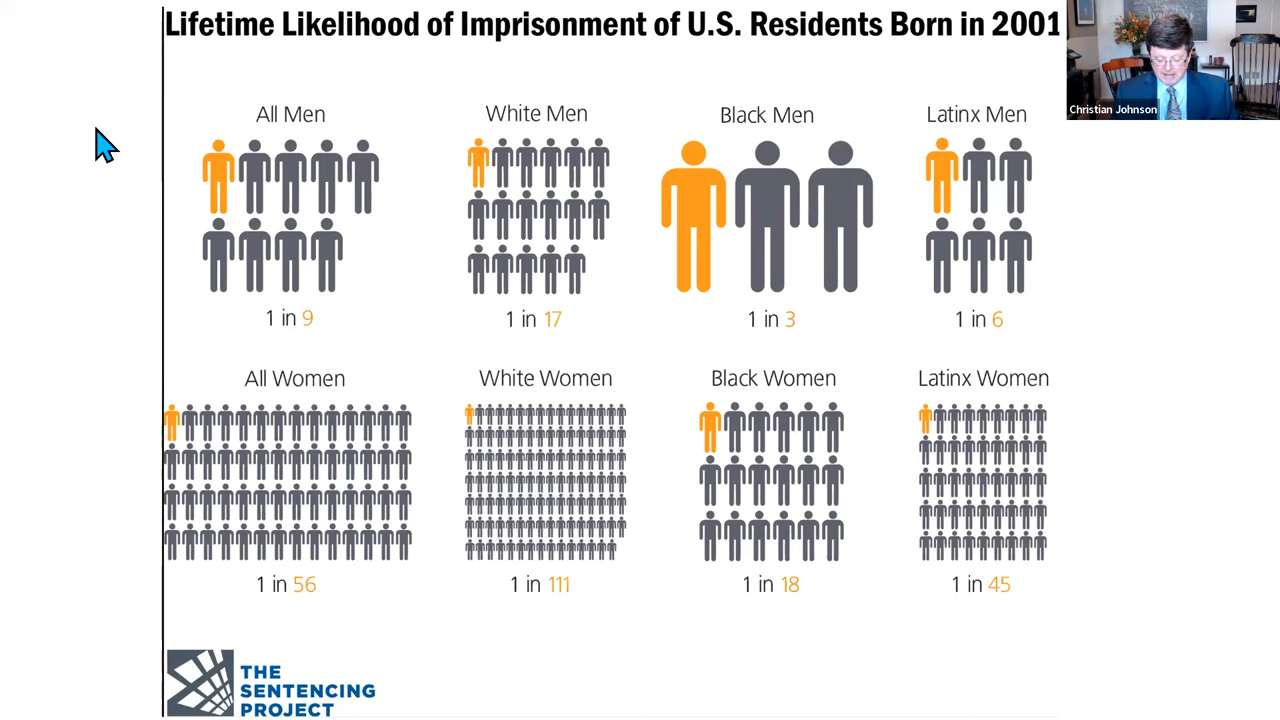 Lifetime Likelihood of Imprisonment of U.S. Residents Born in 2001
Christian Johnson
All Men
White Men
Black Men
Latinx Men
1 in 9
1 in 17
1 in 3
1 in 6
All Women
White Women
Black Women
Latinx Women
1 in 56
1 in 111
1 in 18
1 in 45
THE
SENTENCING
PROJECT